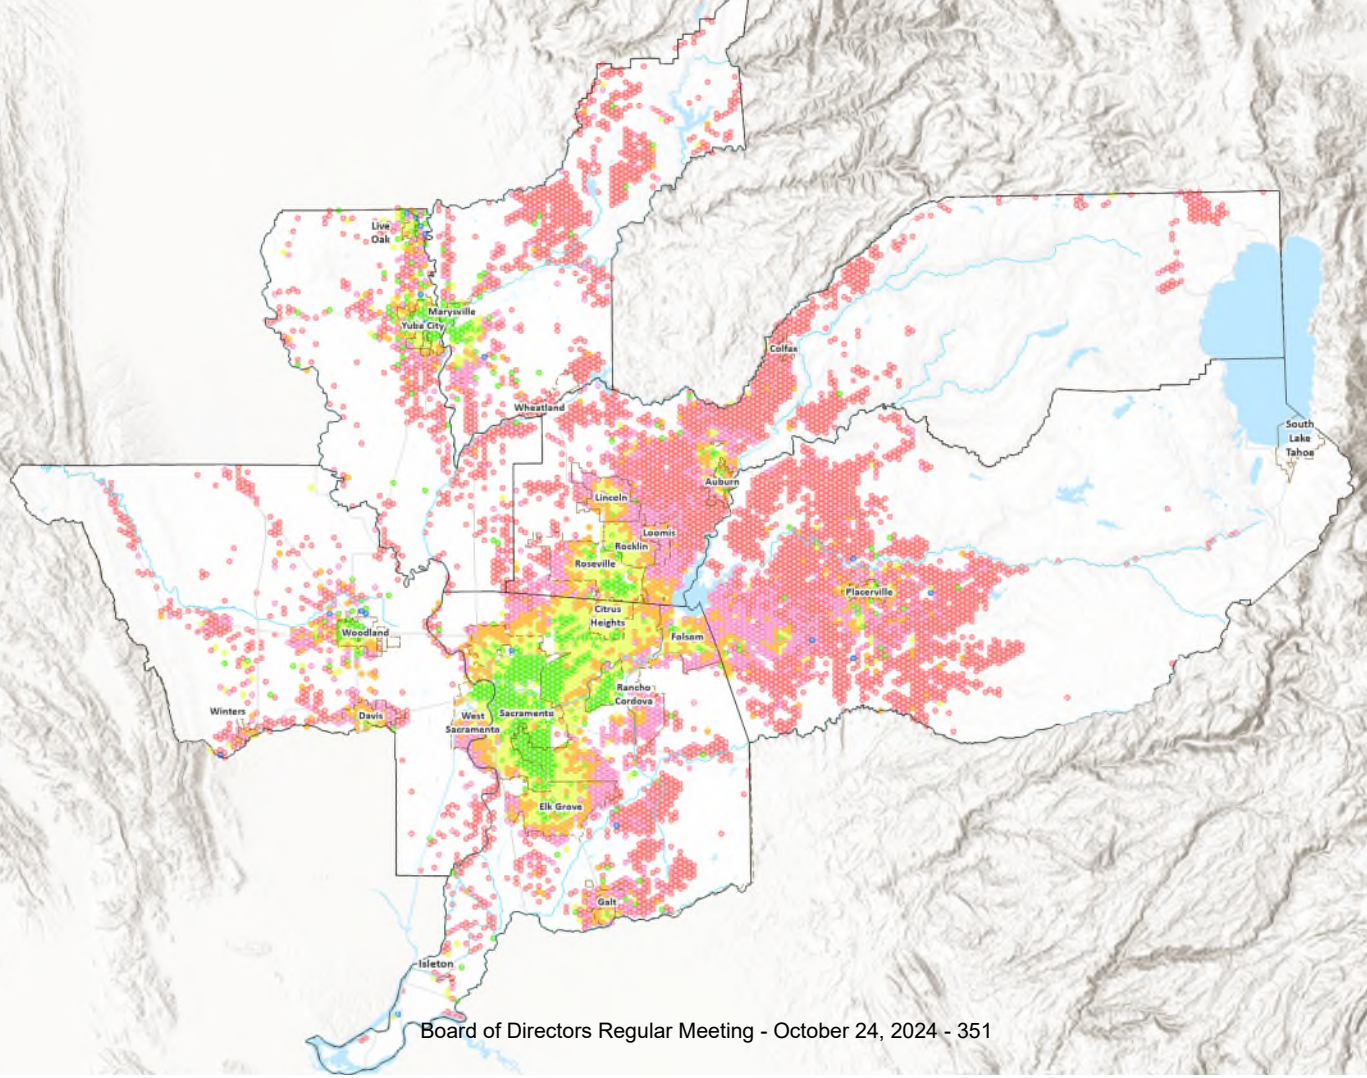 Live
Oak
Marysville
Yuba City
Colfax
Wheatland
South
Lake
Tahoe
Auburn
Lincoln
Loomis
Rocklin
Roseville
Placerville
Citrus
Heights
Woodland
Folsom
Rancho
Cordova
Winters
Davis
West
Sacramento
Sacramento
Elk Grove
Galt
Isleton
Board of Directors Regular Meeting - October 24, 2024 - 351